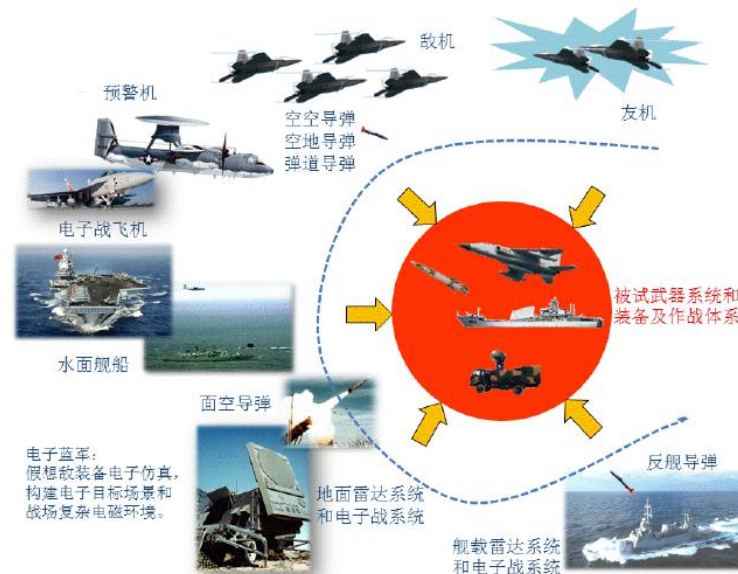 敌机
友机
预警机
空空导弹
空地导弹
弹道导弹
电子战飞机
被试武器系统和
装备及作战体系
水面舰船
面空导弹
电子蓝军：
假想敌装备电子仿真，
构建电子目标场景和
战场复杂电磁环境。
地面雷达系统
和电子战系统
反舰导弹
舰载雷达系统
和电子战系统